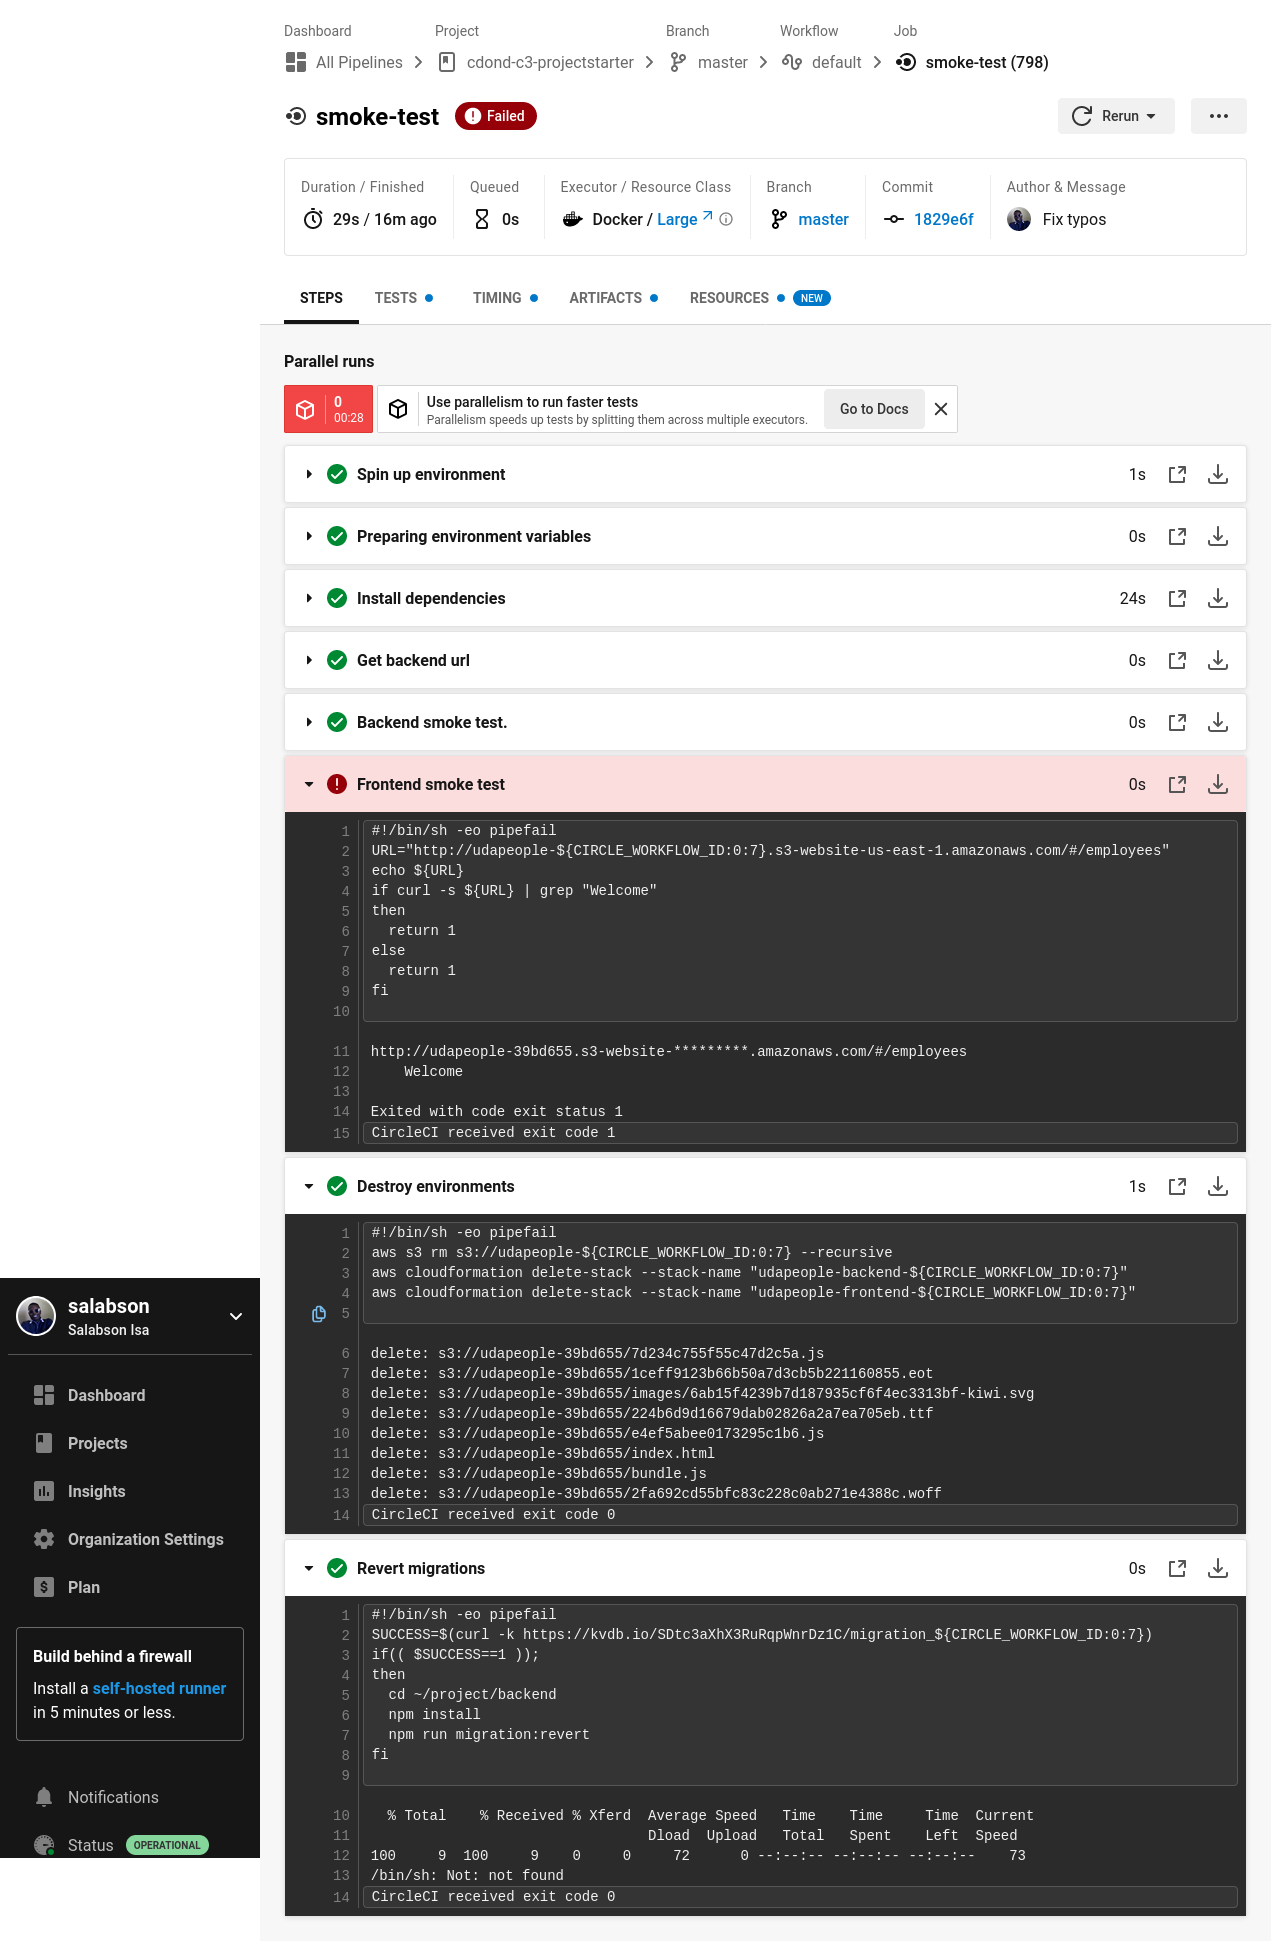 Dashboard Project Branch Workflow Job
All Pipelines cdond-c3-projectstarter master default smoke-test (798)
smoke-test Failed Rerun
Duration / Finished Queued Executor / Resource Class Branch Commit Author & Message
29s / 16m ago 0s Docker / Large master 1829e6f Fix typos
STEPS TESTS TIMING ARTIFACTS RESOURCES NEW
Parallel runs
0
00:28
Use parallelism to run faster tests
Parallelism speeds up tests by splitting them across multiple executors.
Go to Docs
Spin up environment 1s
Preparing environment variables 0s
Install dependencies 24s
Get backend url 0s
Backend smoke test. 0s
Frontend smoke test 0s
1 #!/bin/sh -eo pipefail
2 URL="http://udapeople-${CIRCLE_WORKFLOW_ID:0:7}.s3-website-us-east-1.amazonaws.com/#/employees"
3 echo ${URL}
4 if curl -s ${URL} | grep "Welcome"
5 then
6   return 1
7 else
8   return 1
9 fi
10
11 http://udapeople-39bd655.s3-website-*********.amazonaws.com/#/employees
12     Welcome
13
14 Exited with code exit status 1
15 CircleCI received exit code 1
Destroy environments 1s
1 #!/bin/sh -eo pipefail
2 aws s3 rm s3://udapeople-${CIRCLE_WORKFLOW_ID:0:7} --recursive
3 aws cloudformation delete-stack --stack-name "udapeople-backend-${CIRCLE_WORKFLOW_ID:0:7}"
4 aws cloudformation delete-stack --stack-name "udapeople-frontend-${CIRCLE_WORKFLOW_ID:0:7}"
5
6 delete: s3://udapeople-39bd655/7d234c755f55c47d2c5a.js
7 delete: s3://udapeople-39bd655/1ceff9123b66b50a7d3cb5b221160855.eot
8 delete: s3://udapeople-39bd655/images/6ab15f4239b7d187935cf6f4ec3313bf-kiwi.svg
9 delete: s3://udapeople-39bd655/224b6d9d16679dab02826a2a7ea705eb.ttf
10 delete: s3://udapeople-39bd655/e4ef5abee0173295c1b6.js
11 delete: s3://udapeople-39bd655/index.html
12 delete: s3://udapeople-39bd655/bundle.js
13 delete: s3://udapeople-39bd655/2fa692cd55bfc83c228c0ab271e4388c.woff
14 CircleCI received exit code 0
Revert migrations 0s
1 #!/bin/sh -eo pipefail
2 SUCCESS=$(curl -k https://kvdb.io/SDtc3aXhX3RuRqpWnrDz1C/migration_${CIRCLE_WORKFLOW_ID:0:7})
3 if(( $SUCCESS==1 ));
4 then
5   cd ~/project/backend
6   npm install
7   npm run migration:revert
8 fi
9
10   % Total    % Received % Xferd  Average Speed   Time    Time     Time  Current
11                                  Dload  Upload   Total   Spent    Left  Speed
12 100     9  100     9    0     0     72      0 --:--:-- --:--:-- --:--:--    73
13 /bin/sh: Not: not found
14 CircleCI received exit code 0
salabson
Salabson Isa
Dashboard
Projects
Insights
Organization Settings
Plan
Build behind a firewall
Install a self-hosted runner
in 5 minutes or less.
Notifications
Status OPERATIONAL